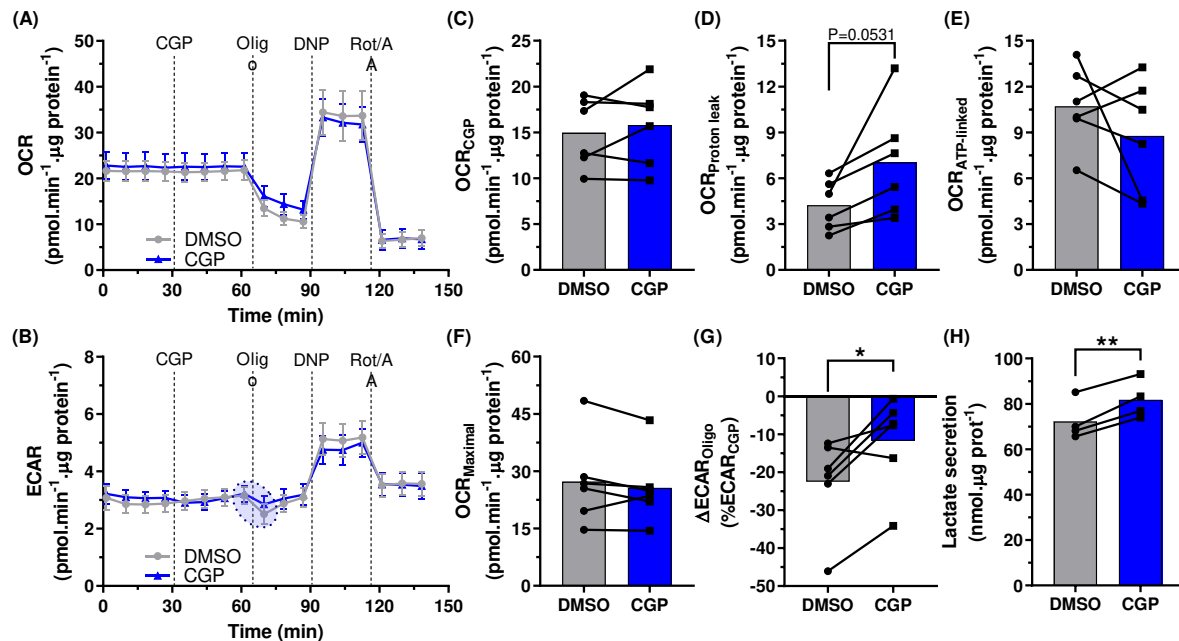 (A)
CGP
Olig
o
DNP
Rot/A
A
50
40
30
20
10
0
OCR
(pmol.min⁻¹.µg protein⁻¹)
DMSO
CGP
0
30
60
90
120
150
Time (min)
(C)
25
20
15
10
5
0
OCR_CGP
(pmol.min⁻¹.µg protein⁻¹)
DMSO
CGP
(D)
P=0.0531
15
12
9
6
3
0
OCR_Proton leak
(pmol.min⁻¹.µg protein⁻¹)
DMSO
CGP
(E)
15
12
9
6
3
0
OCR_ATP-linked
(pmol.min⁻¹.µg protein⁻¹)
DMSO
CGP
(B)
CGP
Olig
o
DNP
Rot/A
A
8
6
4
2
0
ECAR
(pmol.min⁻¹.µg protein⁻¹)
DMSO
CGP
0
30
60
90
120
150
Time (min)
(F)
60
45
30
15
0
OCR_Maximal
(pmol.min⁻¹.µg protein⁻¹)
DMSO
CGP
(G)
*
10
0
-10
-20
-30
-40
-50
ΔECAR_Oligo
(%ECAR_CGP)
DMSO
CGP
(H)
**
100
80
60
40
20
0
Lactate secretion
(nmol.µg prot⁻¹)
DMSO
CGP